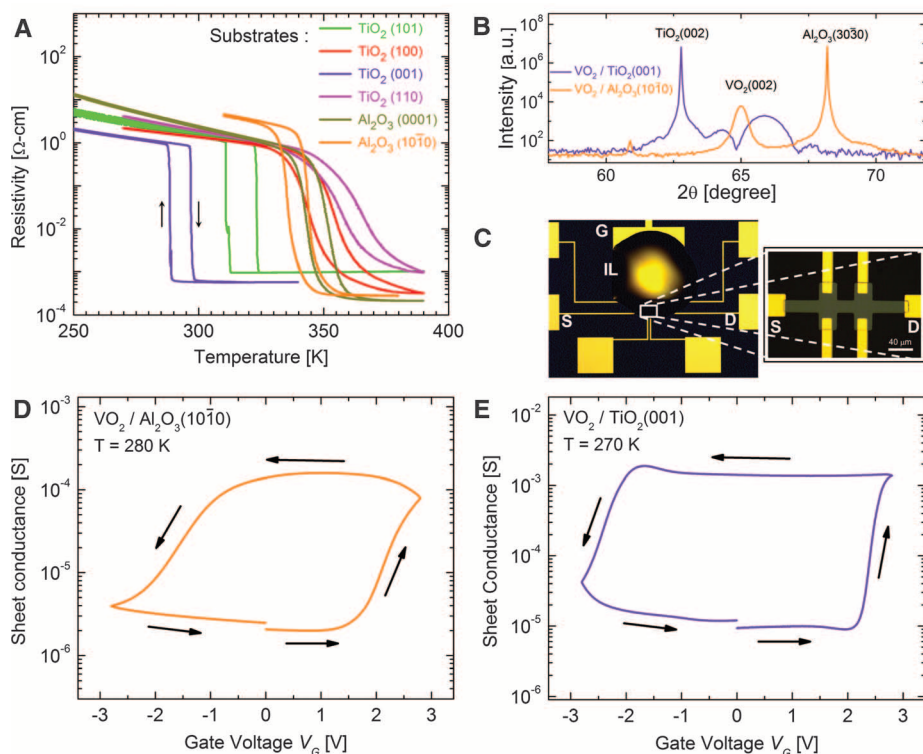 A
Substrates :
TiO2 (101)
TiO2 (100)
TiO2 (001)
TiO2 (110)
Al2O3 (0001)
Al2O3 (101̄0)
Resistivity [Ω-cm]
10^2
10^0
10^-2
10^-4
250 300 350 400
Temperature [K]
B
TiO2(002)
Al2O3(303̄0)
VO2 / TiO2(001)
VO2 / Al2O3(101̄0)
VO2(002)
Intensity [a.u.]
10^8
10^6
10^4
10^2
60 65 70
2θ [degree]
C
G
IL
S
D
S
D
40 μm
D
VO2 / Al2O3(101̄0)
T = 280 K
Sheet conductance [S]
10^-3
10^-4
10^-5
10^-6
-3 -2 -1 0 1 2 3
Gate Voltage VG [V]
E
VO2 / TiO2(001)
T = 270 K
Sheet Conductance [S]
10^-2
10^-3
10^-4
10^-5
10^-6
-3 -2 -1 0 1 2 3
Gate Voltage VG [V]